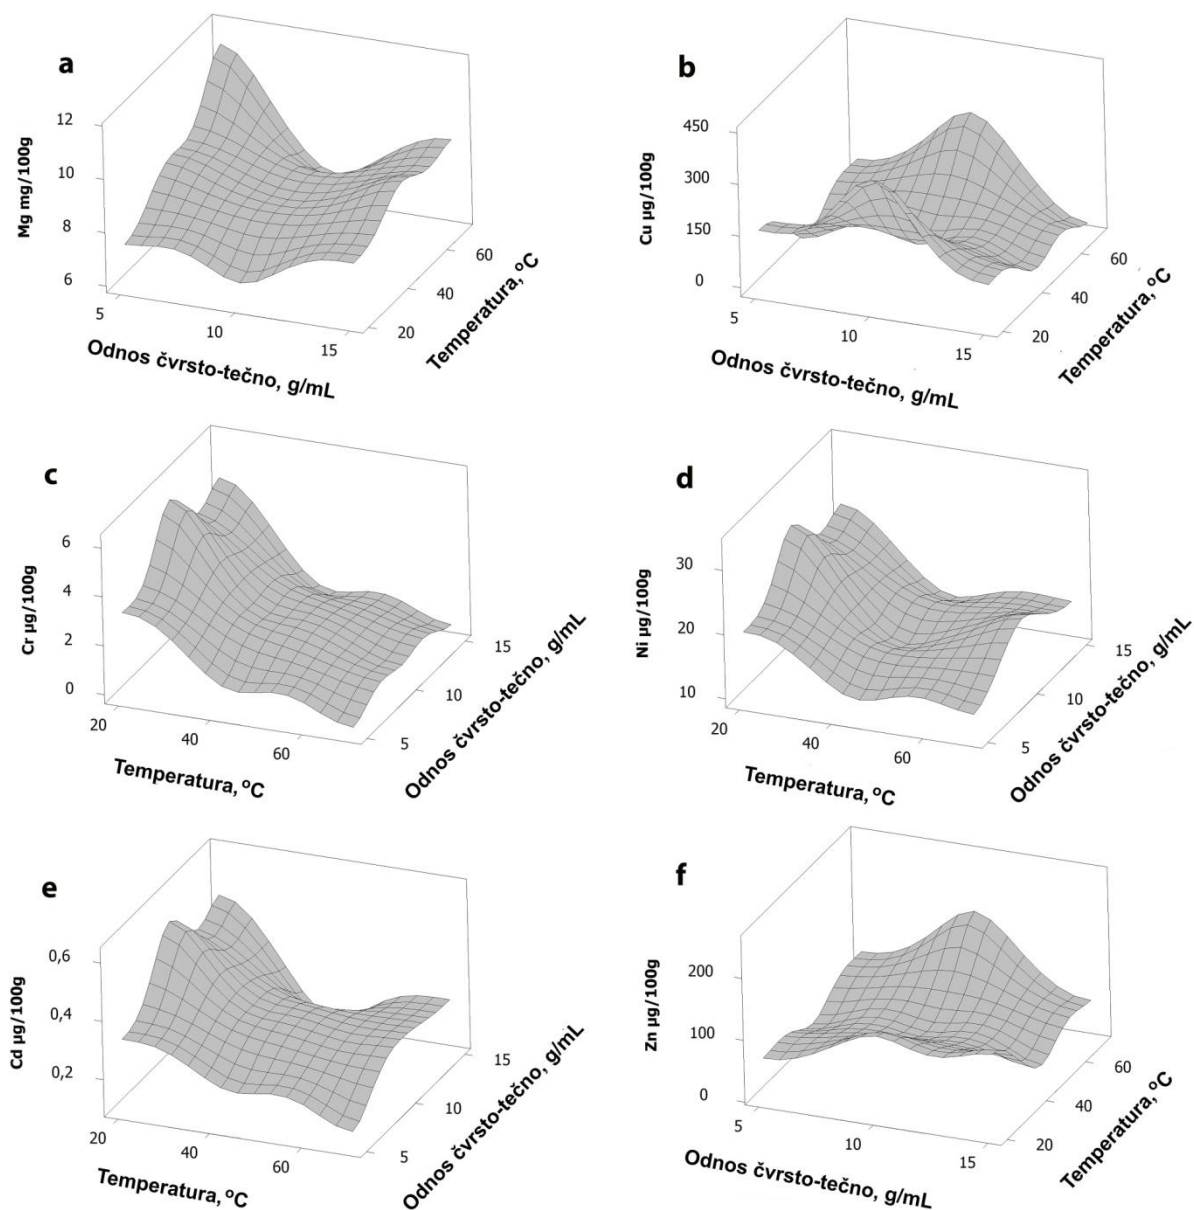 a
Mg mg/100g
12
10
8
6
5
10
15
20
40
60
Odnos čvrsto-tečno, g/mL
Temperatura, °C
b
Cu µg/100g
450
300
150
0
5
10
15
20
40
60
Odnos čvrsto-tečno, g/mL
Temperatura, °C
c
Cr µg/100g
6
4
2
0
20
40
60
5
10
15
Temperatura, °C
Odnos čvrsto-tečno, g/mL
d
Ni µg/100g
30
20
10
20
40
60
5
10
15
Temperatura, °C
Odnos čvrsto-tečno, g/mL
e
Cd µg/100g
0,6
0,4
0,2
20
40
60
5
10
15
Temperatura, °C
Odnos čvrsto-tečno, g/mL
f
Zn µg/100g
200
100
0
5
10
15
20
40
60
Odnos čvrsto-tečno, g/mL
Temperatura, °C